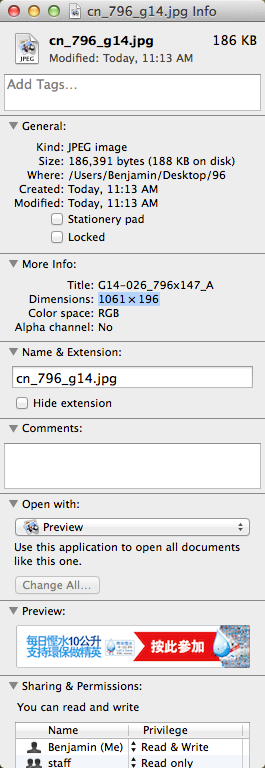 cn_796_g14.jpg Info
JPEG
cn_796_g14.jpg 186 KB
Modified: Today, 11:13 AM
Add Tags...
General:
Kind: JPEG image
Size: 186,391 bytes (188 KB on disk)
Where: /Users/Benjamin/Desktop/96
Created: Today, 11:13 AM
Modified: Today, 11:13 AM
Stationery pad
Locked
More Info:
Title: G14-026_796x147_A
Dimensions: 1061 × 196
Color space: RGB
Alpha channel: No
Name & Extension:
cn_796_g14.jpg
Hide extension
Comments:
Open with:
Preview
Use this application to open all documents
like this one.
Change All...
Preview:
每日慳水10公升
支持環保做精英
按此參加
Sharing & Permissions:
You can read and write
Name Privilege
Benjamin (Me) Read & Write
staff Read only